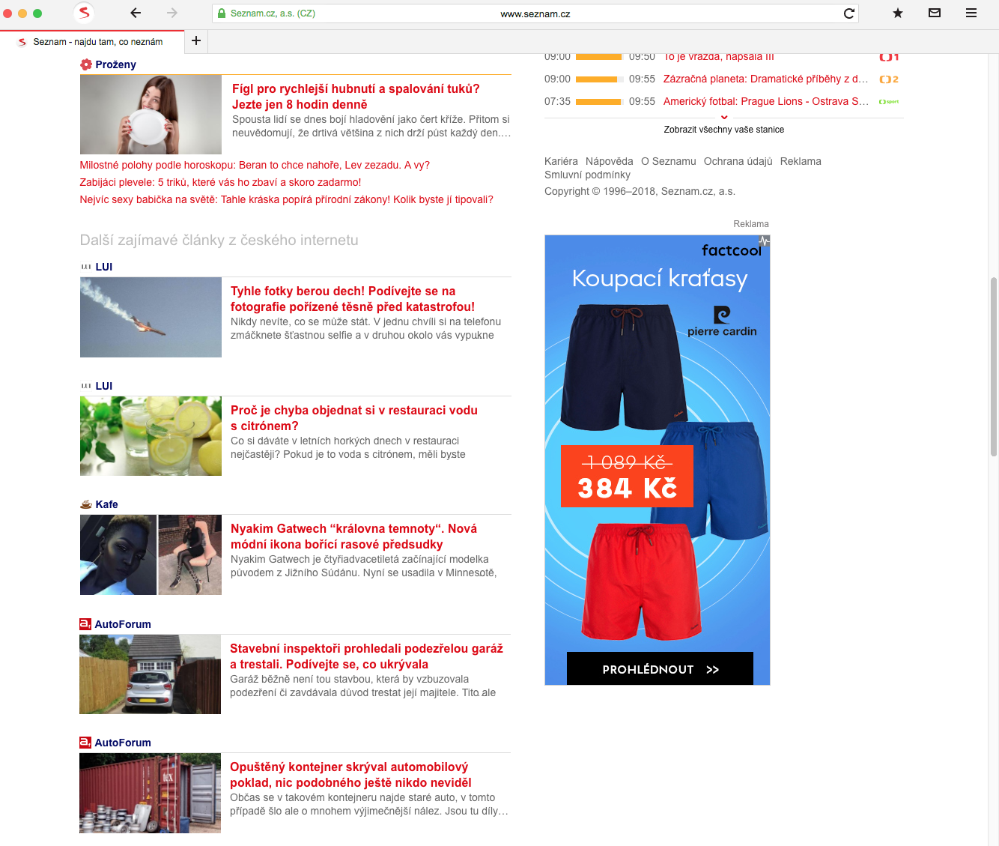 Seznam.cz, a.s. (CZ)
www.seznam.cz
Seznam - najdu tam, co neznám
Proženy
Fígl pro rychlejší hubnutí a spalování tuků?
Jezte jen 8 hodin denně
Spousta lidí se dnes bojí hladovění jako čert kříže. Přitom si
neuvědomují, že drtivá většina z nich drží půst každý den....
Milostné polohy podle horoskopu: Beran to chce nahoře, Lev zezadu. A vy?
Zabijáci plevele: 5 triků, které vás ho zbaví a skoro zadarmo!
Nejvíc sexy babička na světě: Tahle kráska popírá přírodní zákony! Kolik byste jí tipovali?
Další zajímavé články z českého internetu
LUI
Tyhle fotky berou dech! Podívejte se na
fotografie pořízené těsně před katastrofou!
Nikdy nevíte, co se může stát. V jednu chvíli si na telefonu
zmáčknete šťastnou selfie a v druhou okolo vás vypukne
LUI
Proč je chyba objednat si v restauraci vodu
s citrónem?
Co si dáváte v letních horkých dnech v restauraci
nejčastěji? Pokud je to voda s citrónem, měli byste
Kafe
Nyakim Gatwech “královna temnoty“. Nová
módní ikona bořící rasové předsudky
Nyakim Gatwech je čtyřiadvacetiletá začínající modelka
původem z Jižního Súdánu. Nyní se usadila v Minnesotě,
AutoForum
Stavební inspektoři prohledali podezřelou garáž
a trestali. Podívejte se, co ukrývala
Garáž běžně není tou stavbou, která by vzbuzovala
podezření či zavdávala důvod trestat její majitele. Tito ale
AutoForum
Opuštěný kontejner skrýval automobilový
poklad, nic podobného ještě nikdo neviděl
Občas se v takovém kontejneru najde staré auto, v tomto
případě šlo ale o mnohem výjimečnější nález. Jsou tu díly...
09:00 09:50 To je vražda, napsala III 1
09:00 09:55 Zázračná planeta: Dramatické příběhy z d... 2
07:35 09:55 Americký fotbal: Prague Lions - Ostrava S... sport
Zobrazit všechny vaše stanice
Kariéra Nápověda O Seznamu Ochrana údajů Reklama
Smluvní podmínky
Copyright © 1996–2018, Seznam.cz, a.s.
Reklama
factcool
Koupací kraťasy
pierre cardin
1 089 Kč
384 Kč
PROHLÉDNOUT >>